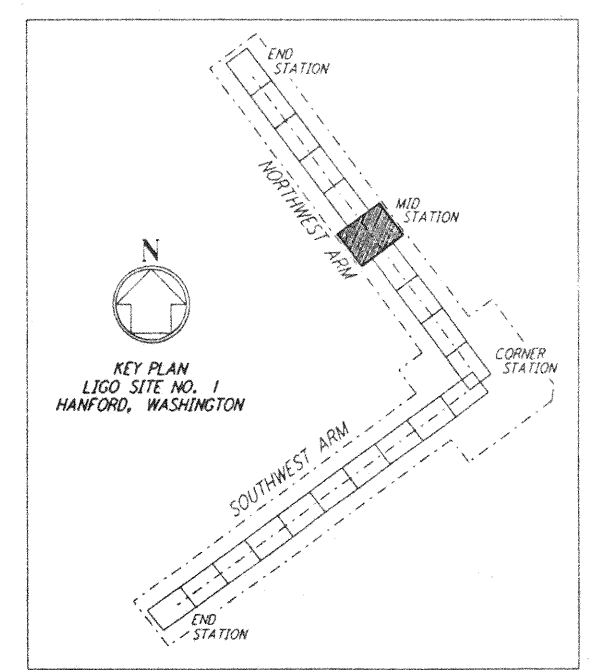 END
STATION
NORTHWEST ARM
MID
STATION
N
KEY PLAN
LIGO SITE NO. 1
HANFORD, WASHINGTON
CORNER
STATION
SOUTHWEST ARM
END
STATION